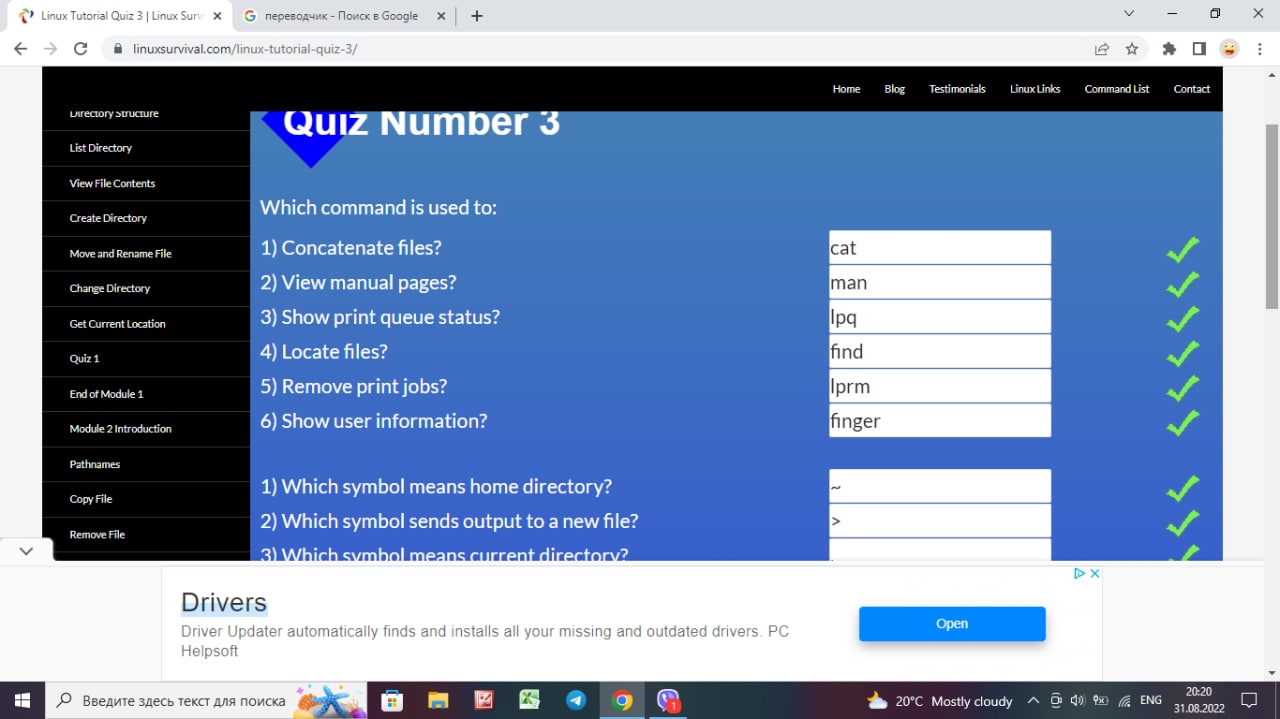 Linux Tutorial Quiz 3 | Linux Surv
переводчик - Поиск в Google
linuxsurvival.com/linux-tutorial-quiz-3/
Home Blog Testimonials Linux Links Command List Contact
Directory Structure
List Directory
View File Contents
Create Directory
Move and Rename File
Change Directory
Get Current Location
Quiz 1
End of Module 1
Module 2 Introduction
Pathnames
Copy File
Remove File
Quiz Number 3
Which command is used to:
1) Concatenate files? cat
2) View manual pages? man
3) Show print queue status? lpq
4) Locate files? find
5) Remove print jobs? lprm
6) Show user information? finger
1) Which symbol means home directory? ~
2) Which symbol sends output to a new file? >
3) Which symbol means current directory? .
Drivers
Driver Updater automatically finds and installs all your missing and outdated drivers. PC
Helpsoft
Open
Введите здесь текст для поиска
1
20°C Mostly cloudy
ENG
20:20
31.08.2022